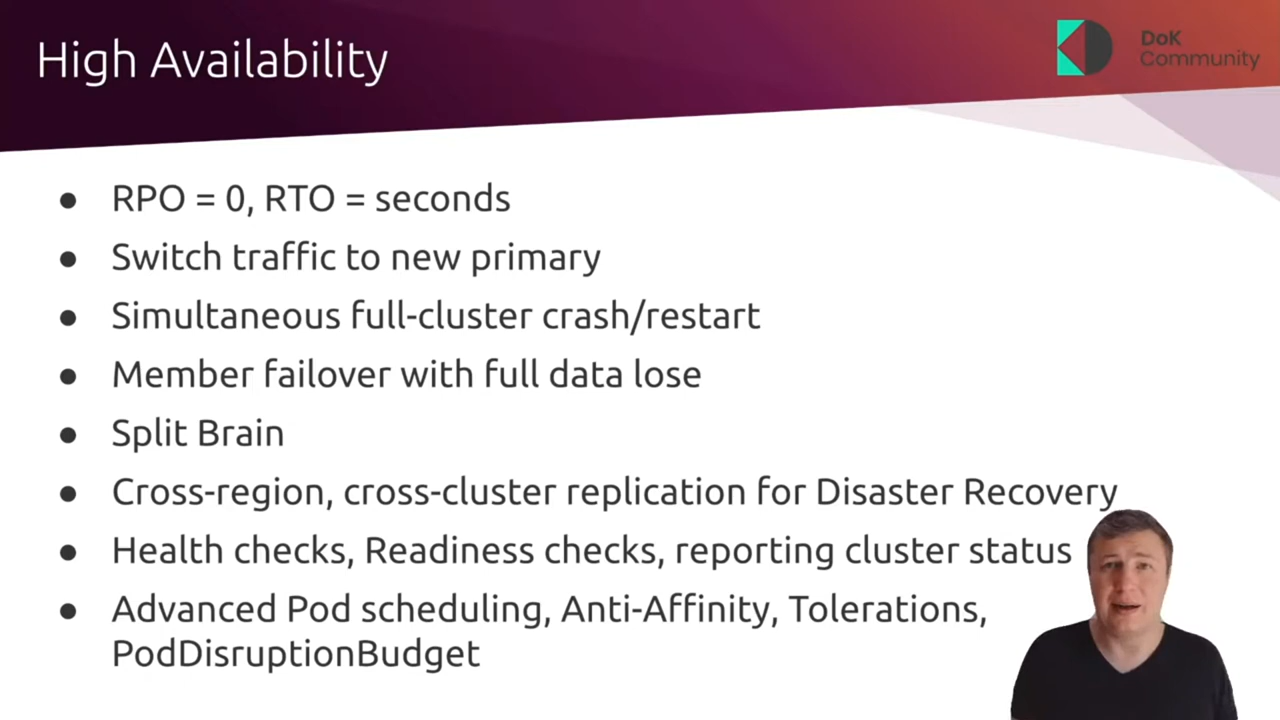 High Availability
DoK
Community
● RPO = 0, RTO = seconds
● Switch traffic to new primary
● Simultaneous full-cluster crash/restart
● Member failover with full data lose
● Split Brain
● Cross-region, cross-cluster replication for Disaster Recovery
● Health checks, Readiness checks, reporting cluster status
● Advanced Pod scheduling, Anti-Affinity, Tolerations,
PodDisruptionBudget